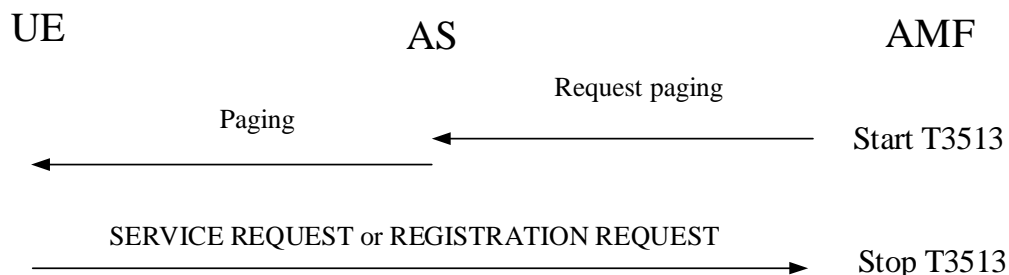 UE
AS
AMF
Request paging
Paging
Start T3513
SERVICE REQUEST or REGISTRATION REQUEST
Stop T3513